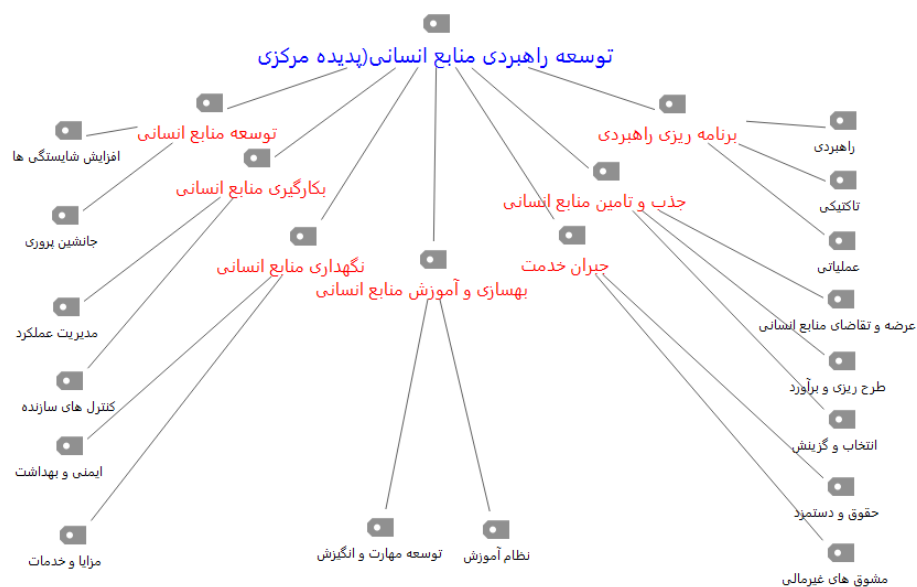 توسعه راهبردی منابع انسانی(پدیده مرکزی
برنامه ریزی راهبردی
راهبردی
تاکتیکی
عملیاتی
جذب و تامین منابع انسانی
عرضه و تقاضای منابع انسانی
طرح ریزی و برآورد
انتخاب و گزینش
جبران خدمت
حقوق و دستمزد
مشوق های غیرمالی
بهسازی و آموزش منابع انسانی
نظام آموزش
توسعه مهارت و انگیزش
نگهداری منابع انسانی
ایمنی و بهداشت
مزایا و خدمات
بکارگیری منابع انسانی
مدیریت عملکرد
کنترل های سازنده
توسعه منابع انسانی
افزایش شایستگی ها
جانشین پروری